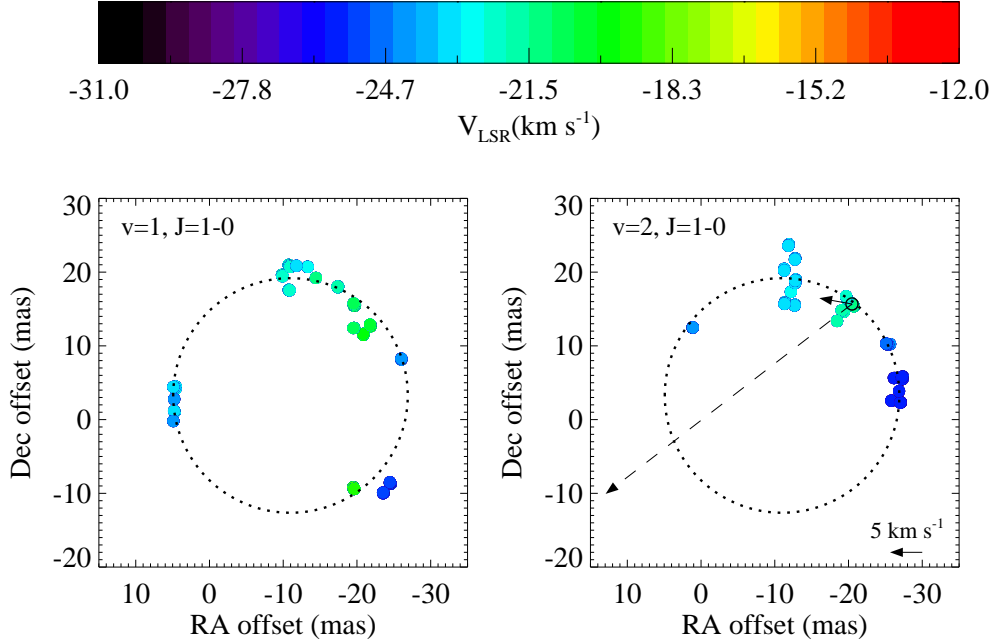 -31.0 -27.8 -24.7 -21.5 -18.3 -15.2 -12.0
V_LSR(km s⁻¹)
v=1, J=1-0
30
20
10
0
-10
-20
Dec offset (mas)
10 0 -10 -20 -30
RA offset (mas)
v=2, J=1-0
30
20
10
0
-10
-20
Dec offset (mas)
5 km s⁻¹
10 0 -10 -20 -30
RA offset (mas)